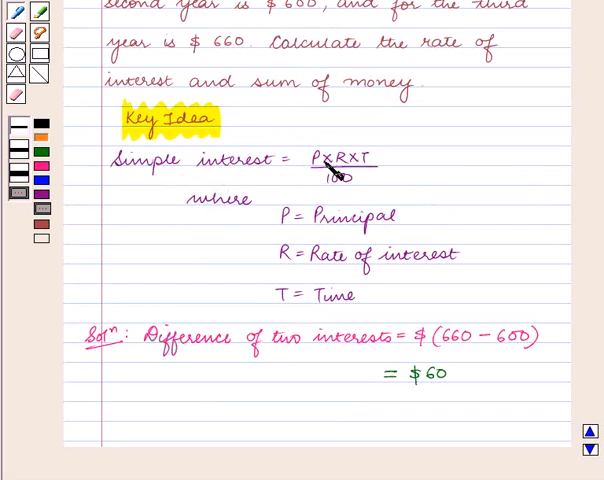 second year is $ 600, and for the third
year is $ 660. Calculate the rate of
interest and sum of money.
Key Idea
Simple interest = P×R×T
100
where
P = Principal
R = Rate of interest
T = Time
Solⁿ: Difference of two interests = $ (660 − 600)
= $ 60